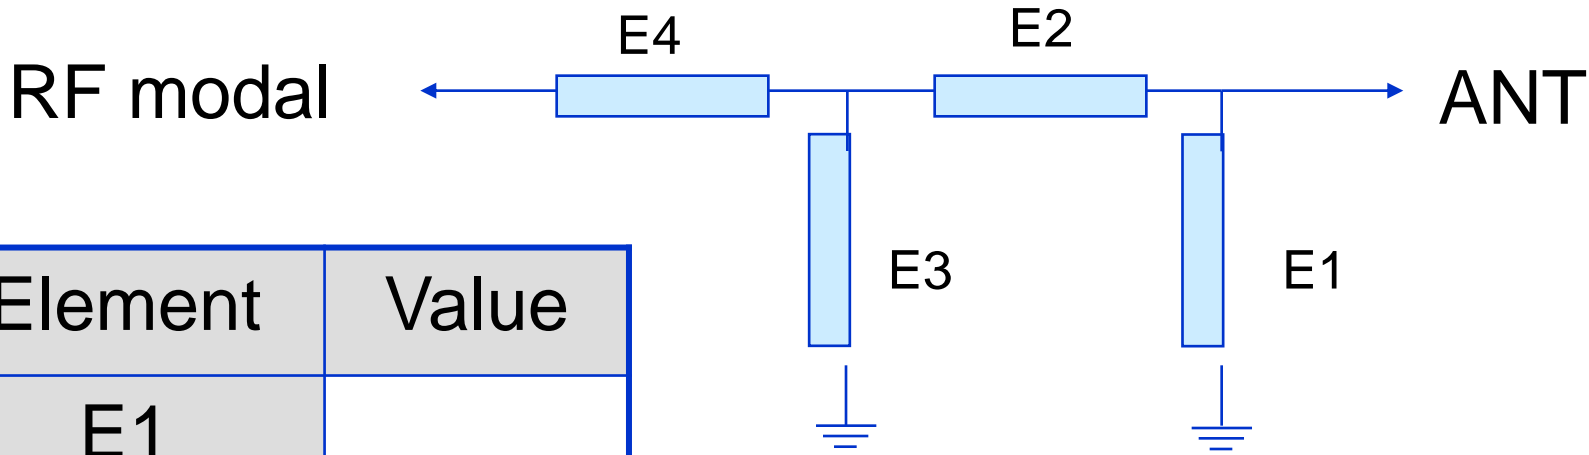 E4
E2
RF modal
ANT
E3
E1
Element
Value
E1